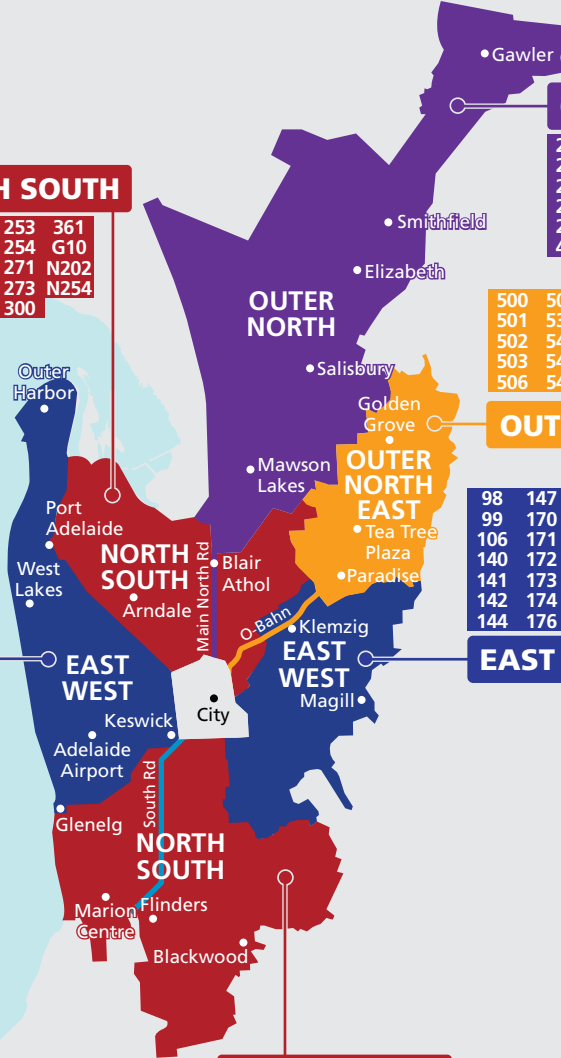 Gawler
H SOUTH
253 361
254 G10
271 N202
273 N254
300
Smithfield
Elizabeth
OUTER
NORTH
500
501
502
503
506
Salisbury
Outer
Harbor
Golden
Grove
OUT
Mawson
Lakes
OUTER
NORTH
EAST
98 147
99 170
106 171
140 172
141 173
142 174
144 176
Port
Adelaide
Tea Tree
Plaza
NORTH
SOUTH
Main North Rd
Blair
Athol
West
Lakes
Paradise
Arndale
O-Bahn
Klemzig
EAST
WEST
EAST
WEST
EAST
Magill
City
Keswick
Adelaide
Airport
South Rd
Glenelg
NORTH
SOUTH
Marion
Centre
Flinders
Blackwood